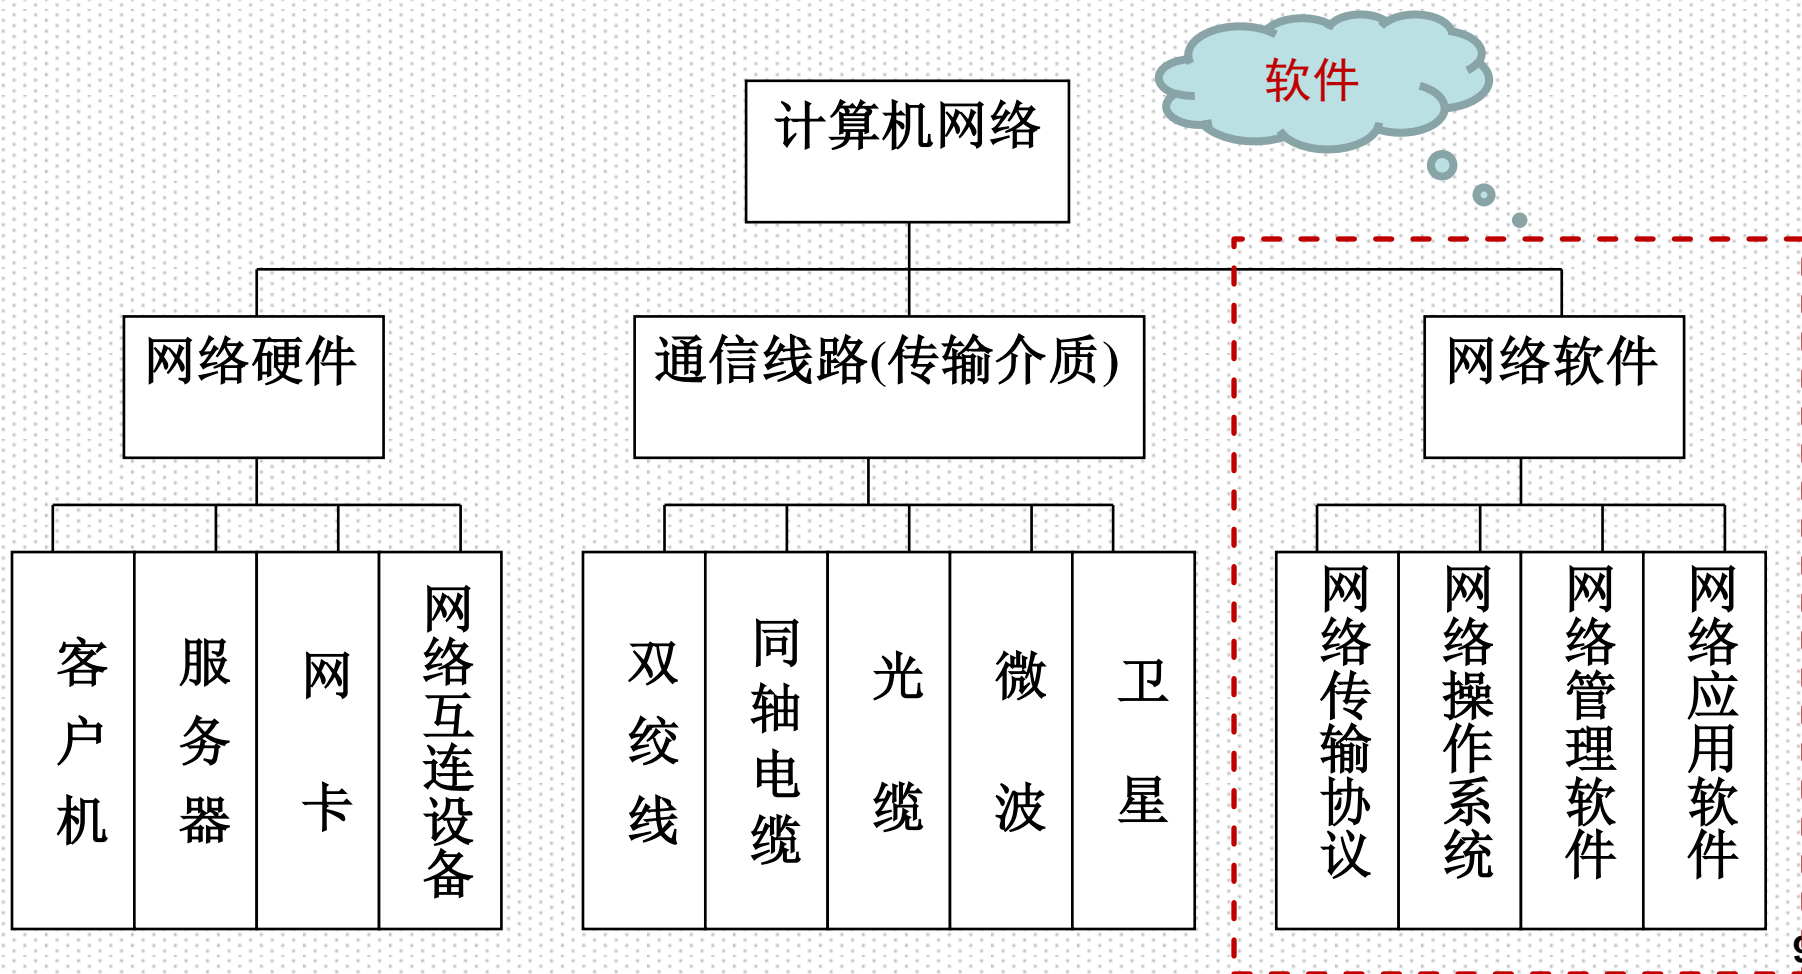 软件
计算机网络
网络硬件
通信线路(传输介质)
网络软件
客户机
服务器
网卡
网络互连设备
双绞线
同轴电缆
光缆
微波
卫星
网络传输协议
网络操作系统
网络管理软件
网络应用软件
9